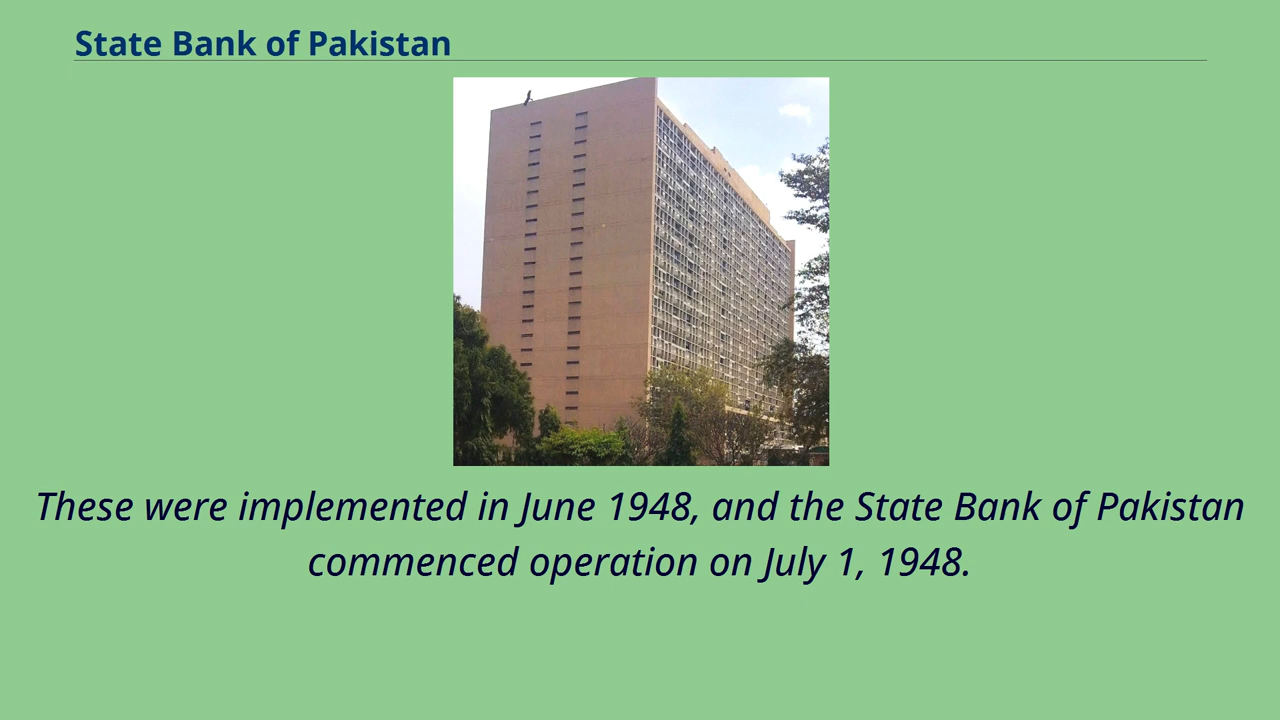 State Bank of Pakistan
These were implemented in June 1948, and the State Bank of Pakistan
commenced operation on July 1, 1948.